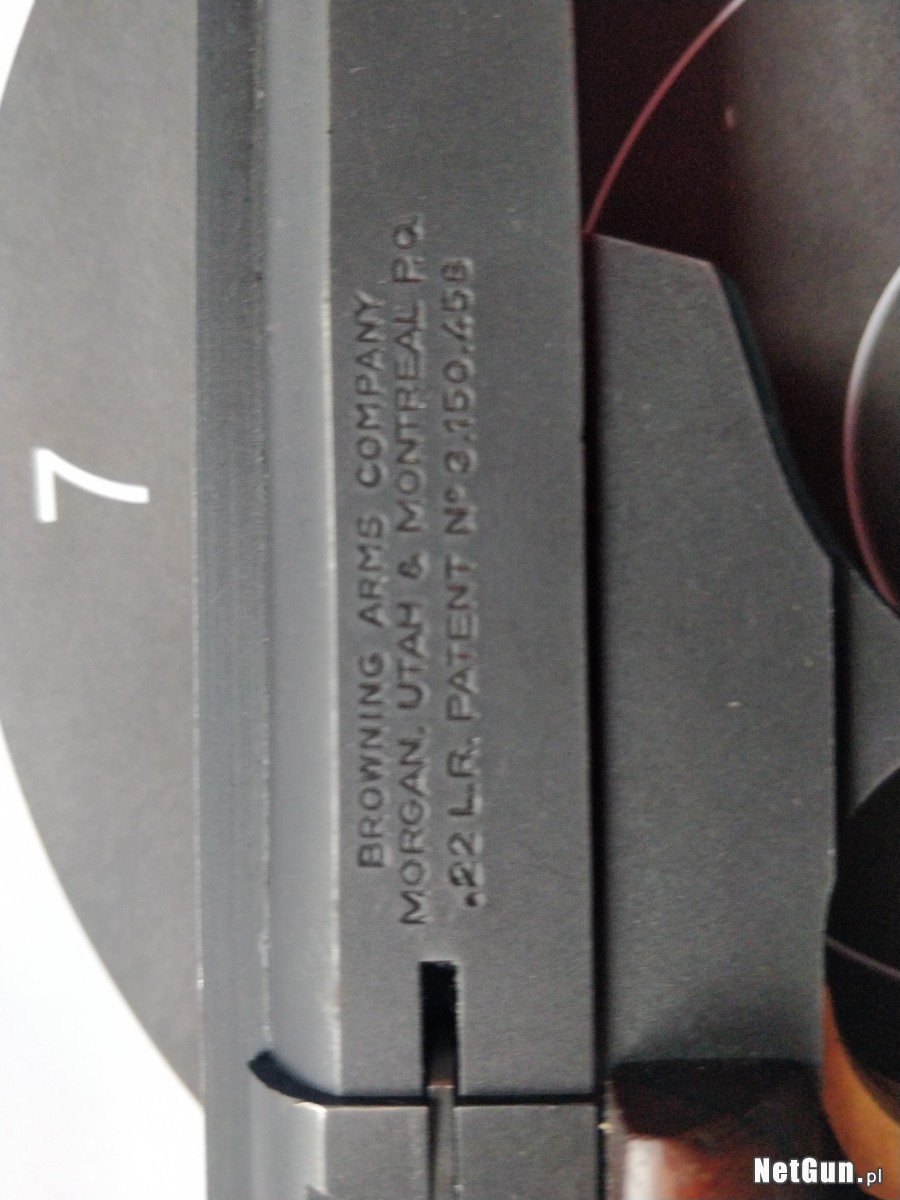 7
BROWNING ARMS COMPANY
MORGAN, UTAH & MONTREAL P.Q.
.22 L.R. PATENT Nº 3.150.458
NetGun.pl